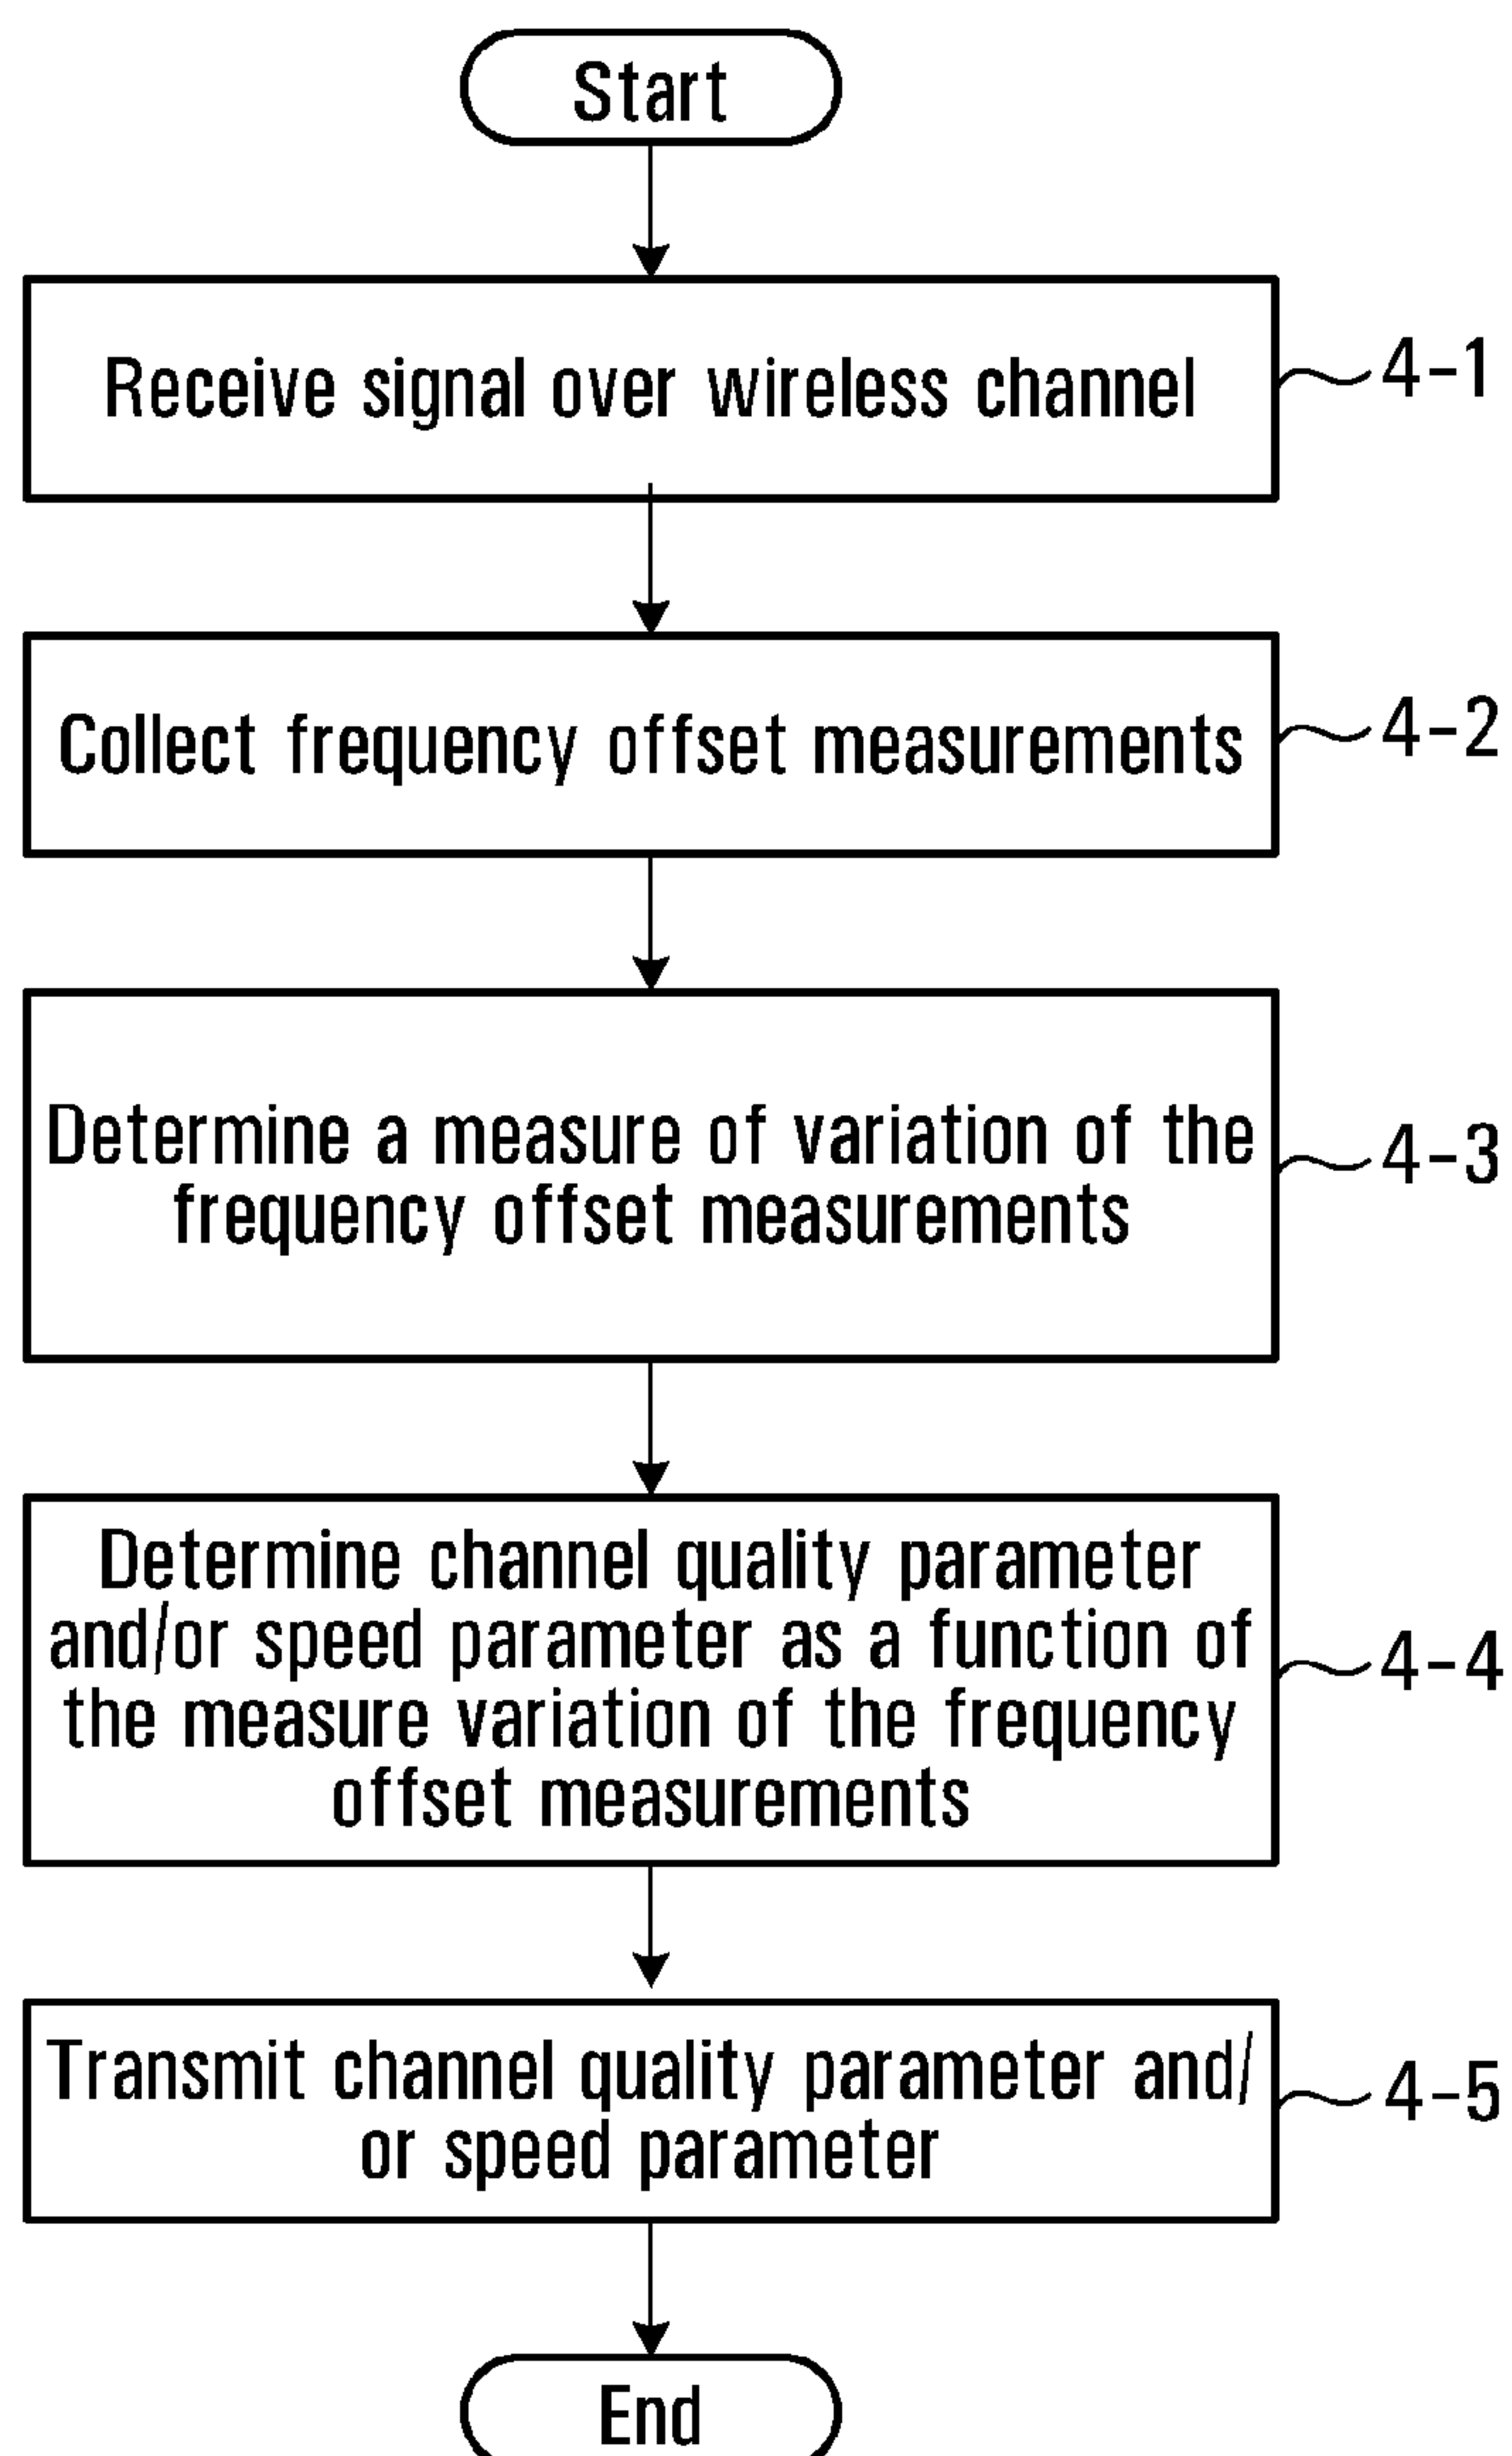 Start
Receive signal over wireless channel
4-1
Collect frequency offset measurements
4-2
Determine a measure of variation of the
frequency offset measurements
4-3
Determine channel quality parameter
and/or speed parameter as a function of
the measure variation of the frequency
offset measurements
4-4
Transmit channel quality parameter and/
or speed parameter
4-5
End